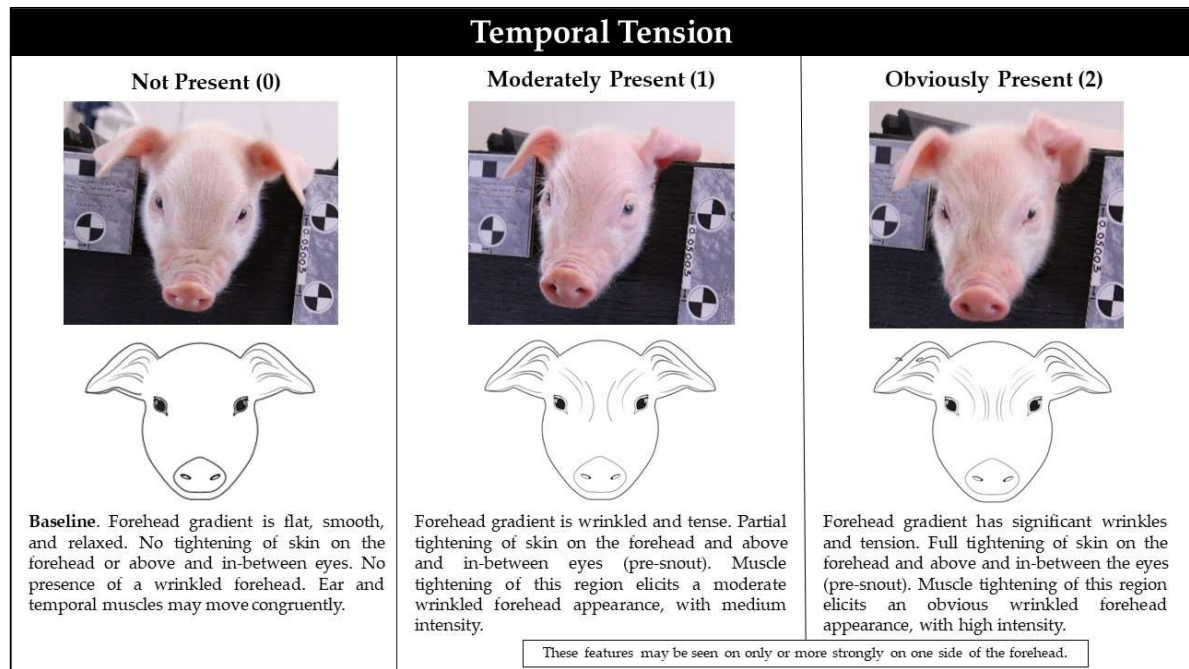 Temporal Tension
Not Present (0)
Moderately Present (1)
Obviously Present (2)
Baseline. Forehead gradient is flat, smooth,
and relaxed. No tightening of skin on the
forehead or above and in-between eyes. No
presence of a wrinkled forehead. Ear and
temporal muscles may move congruently.
Forehead gradient is wrinkled and tense. Partial
tightening of skin on the forehead and above
and in-between eyes (pre-snout). Muscle
tightening of this region elicits a moderate
wrinkled forehead appearance, with medium
intensity.
Forehead gradient has significant wrinkles
and tension. Full tightening of skin on the
forehead and above and in-between the eyes
(pre-snout). Muscle tightening of this region
elicits an obvious wrinkled forehead
appearance, with high intensity.
These features may be seen on only or more strongly on one side of the forehead.